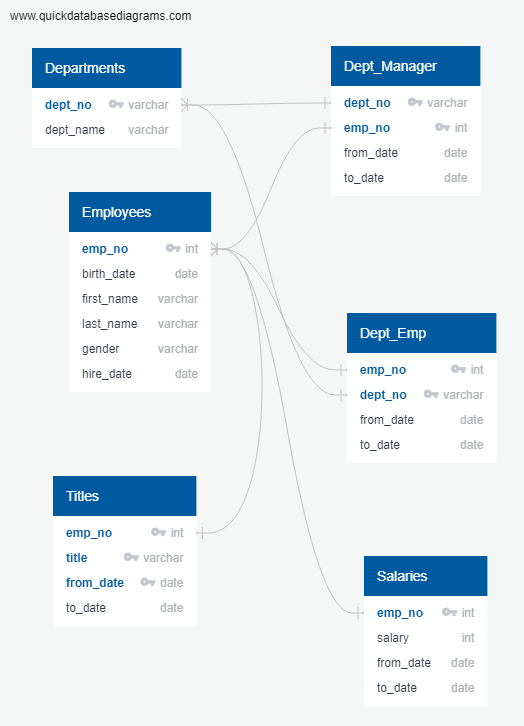 www.quickdatabasediagrams.com
Departments
dept_no varchar
dept_name varchar
Dept_Manager
dept_no varchar
emp_no int
from_date date
to_date date
Employees
emp_no int
birth_date date
first_name varchar
last_name varchar
gender varchar
hire_date date
Dept_Emp
emp_no int
dept_no varchar
from_date date
to_date date
Titles
emp_no int
title varchar
from_date date
to_date date
Salaries
emp_no int
salary int
from_date date
to_date date